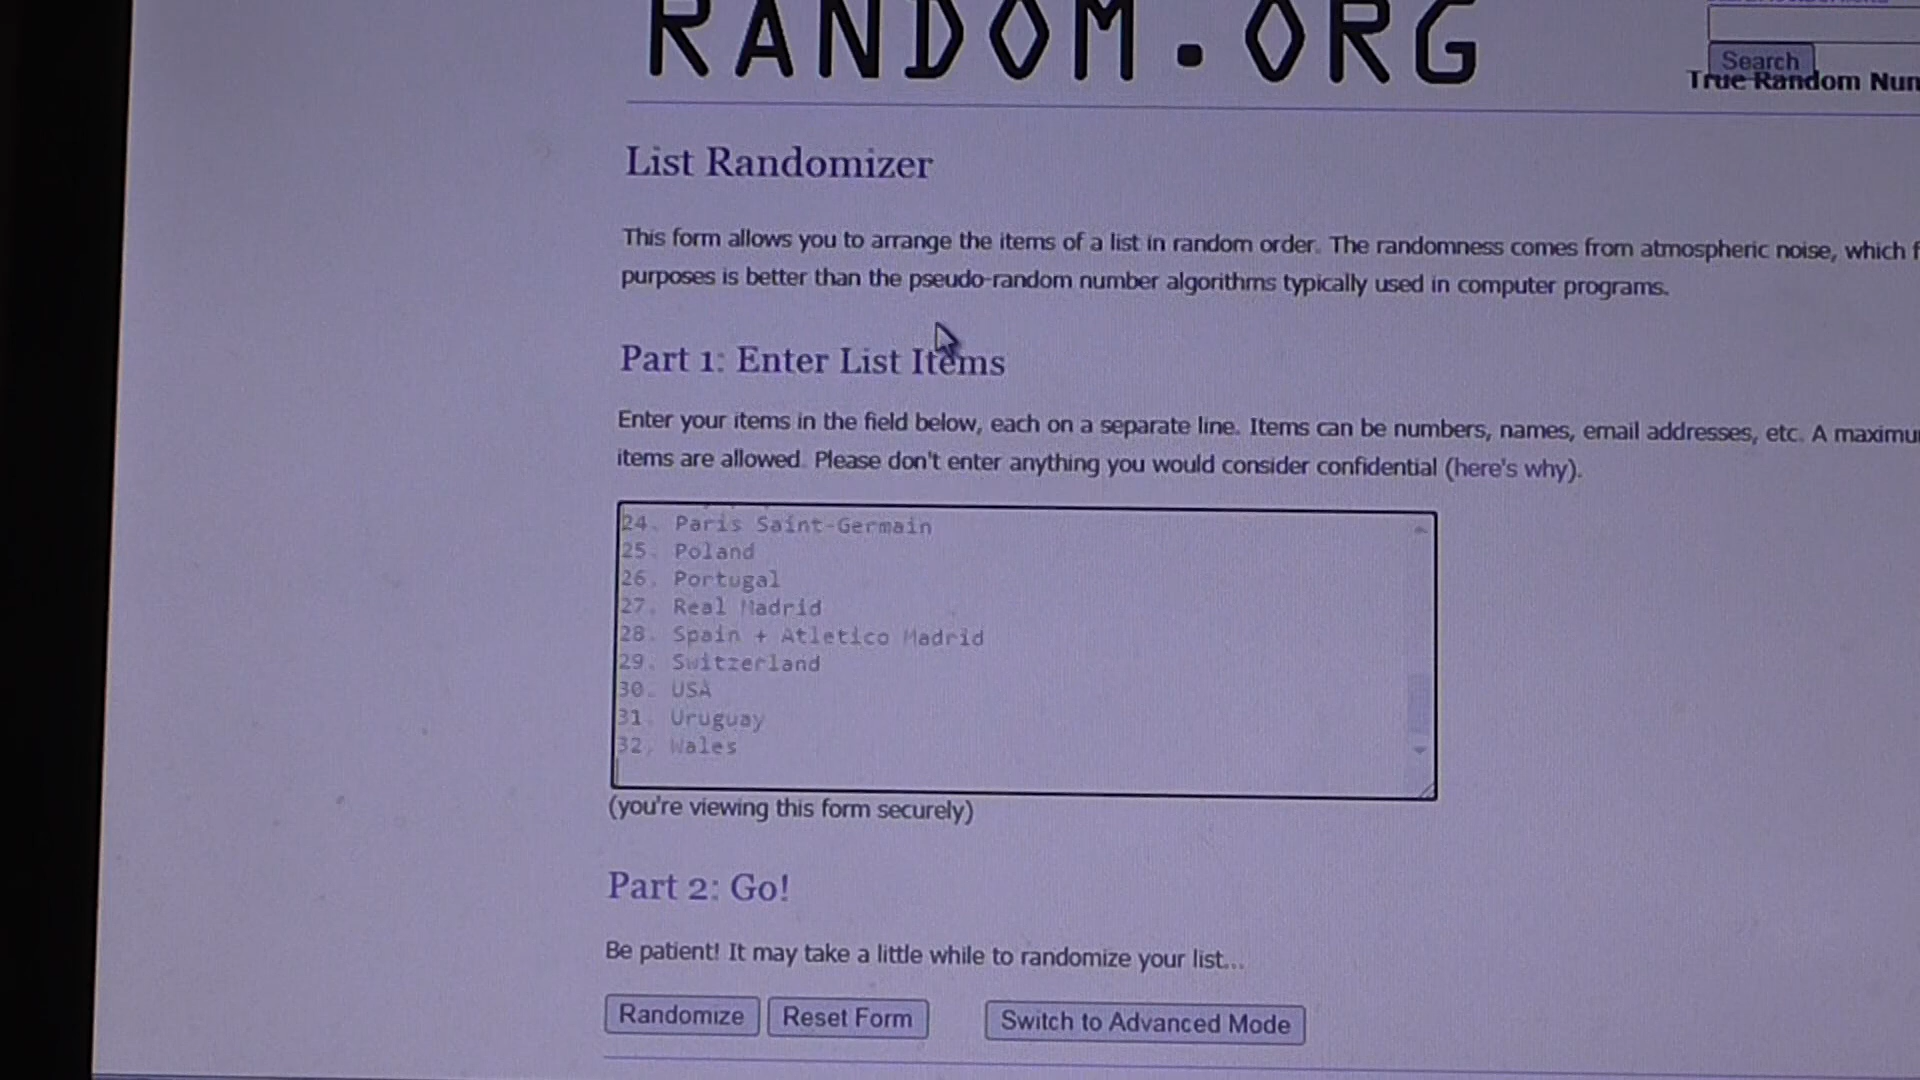 RANDOM.ORG
Search
True Random Num
List Randomizer
This form allows you to arrange the items of a list in random order. The randomness comes from atmospheric noise, which f
purposes is better than the pseudo-random number algorithms typically used in computer programs.
Part 1: Enter List Items
Enter your items in the field below, each on a separate line. Items can be numbers, names, email addresses, etc. A maximu
items are allowed. Please don't enter anything you would consider confidential (here's why).
24. Paris Saint-Germain
25. Poland
26. Portugal
27. Real Madrid
28. Spain + Atletico Madrid
29. Switzerland
30. USA
31. Uruguay
32. Wales
(you're viewing this form securely)
Part 2: Go!
Be patient! It may take a little while to randomize your list...
Randomize Reset Form Switch to Advanced Mode